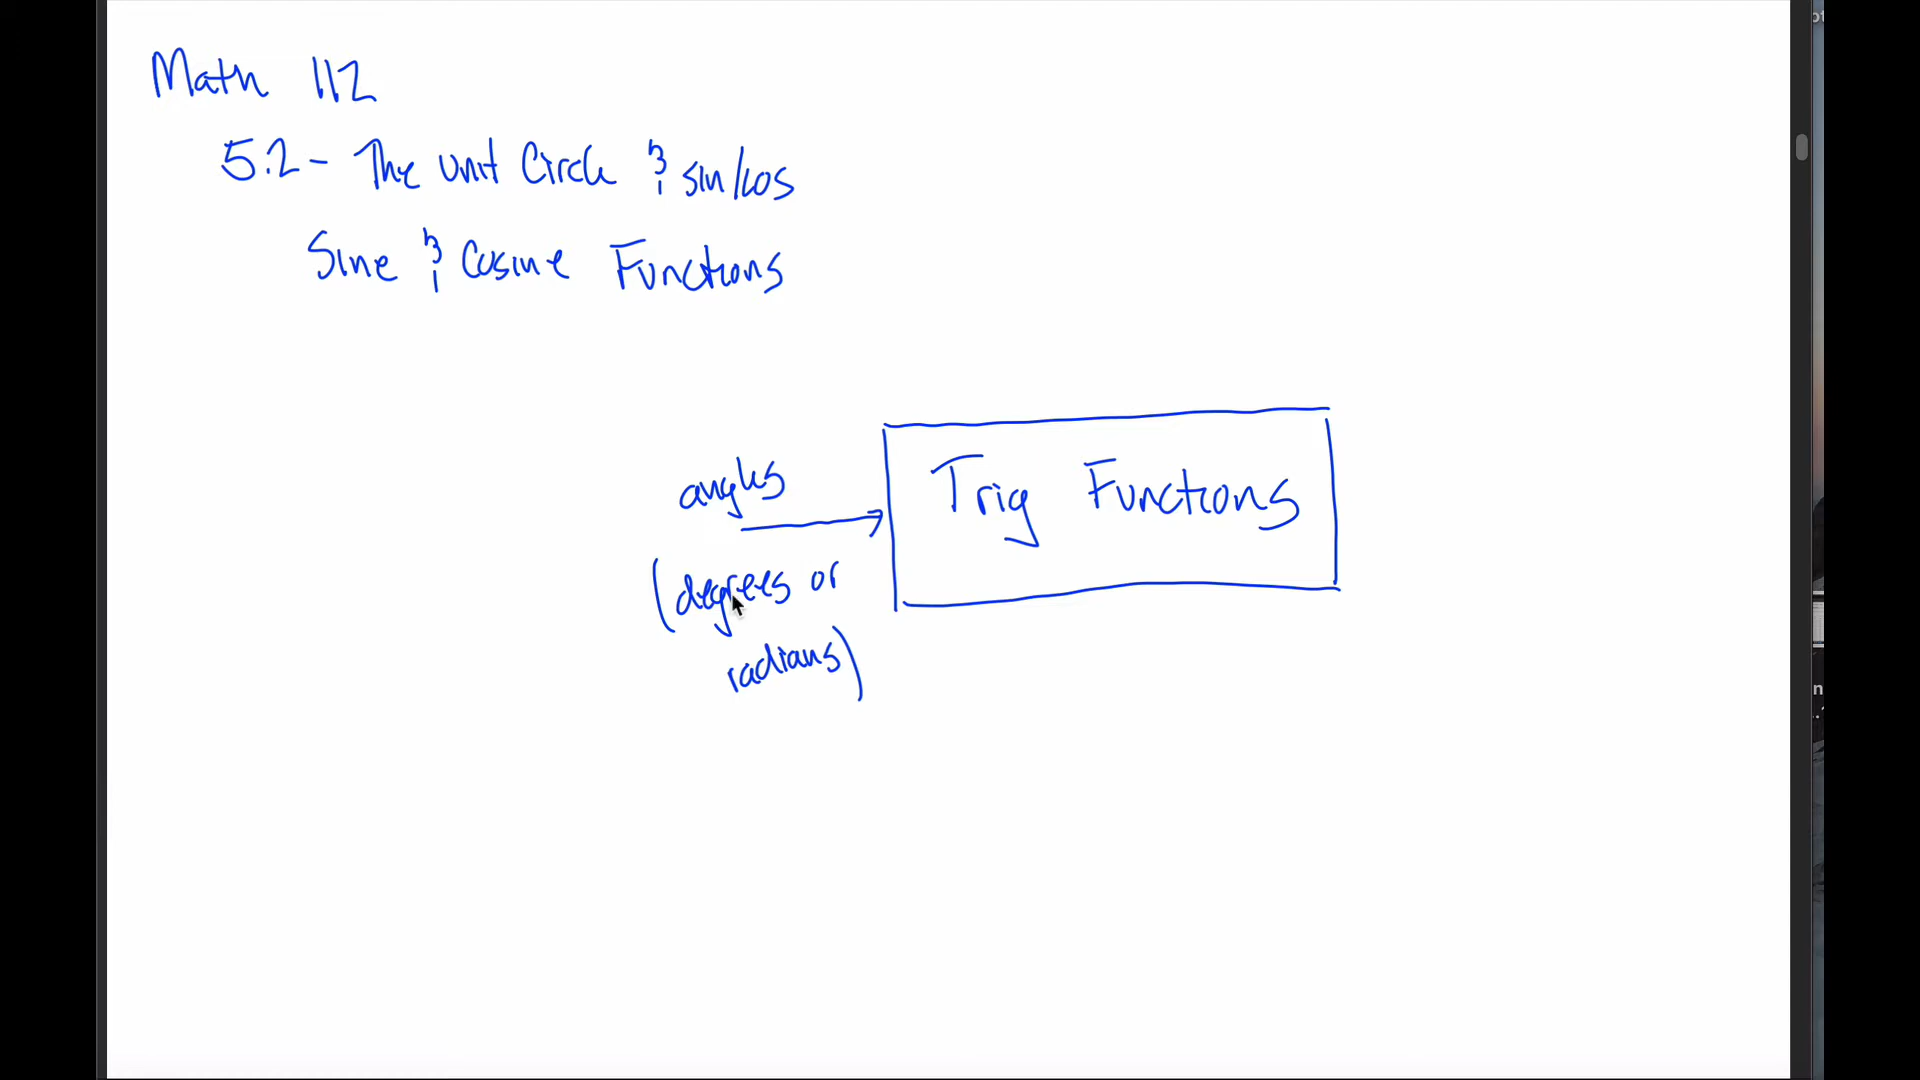 Math 112
5.2 - The Unit Circle & sin/cos
Sine & Cosine Functions
angles
Trig Functions
(degrees or
radians)